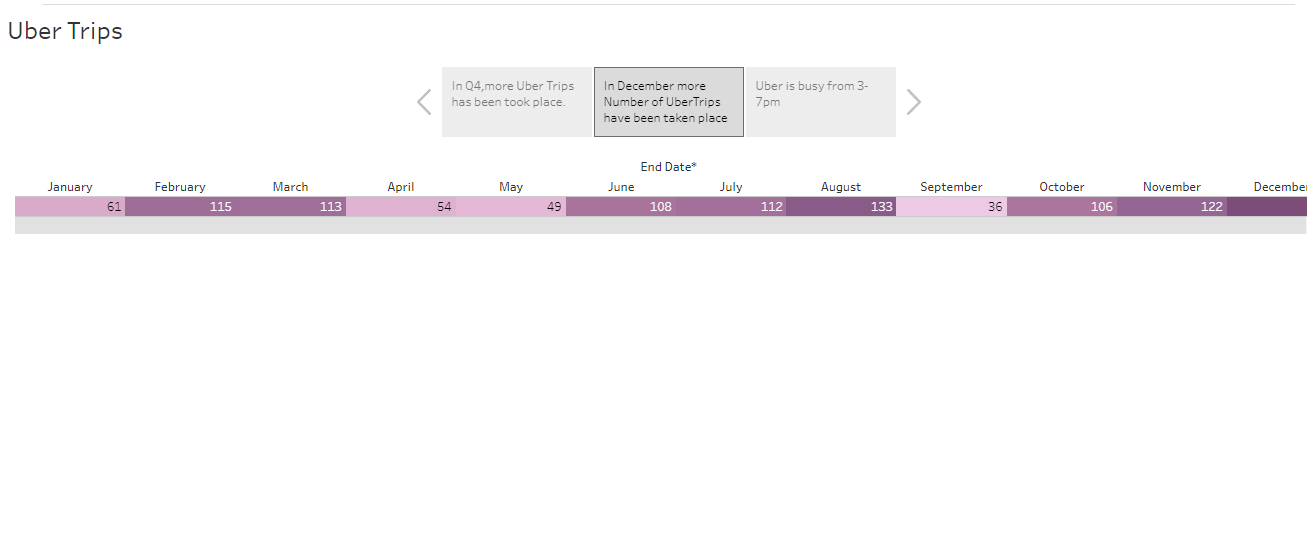 Uber Trips
In Q4,more Uber Trips
has been took place.
In December more
Number of UberTrips
have been taken place
Uber is busy from 3-
7pm
End Date*
January February March April May June July August September October November December
61 115 113 54 49 108 112 133 36 106 122